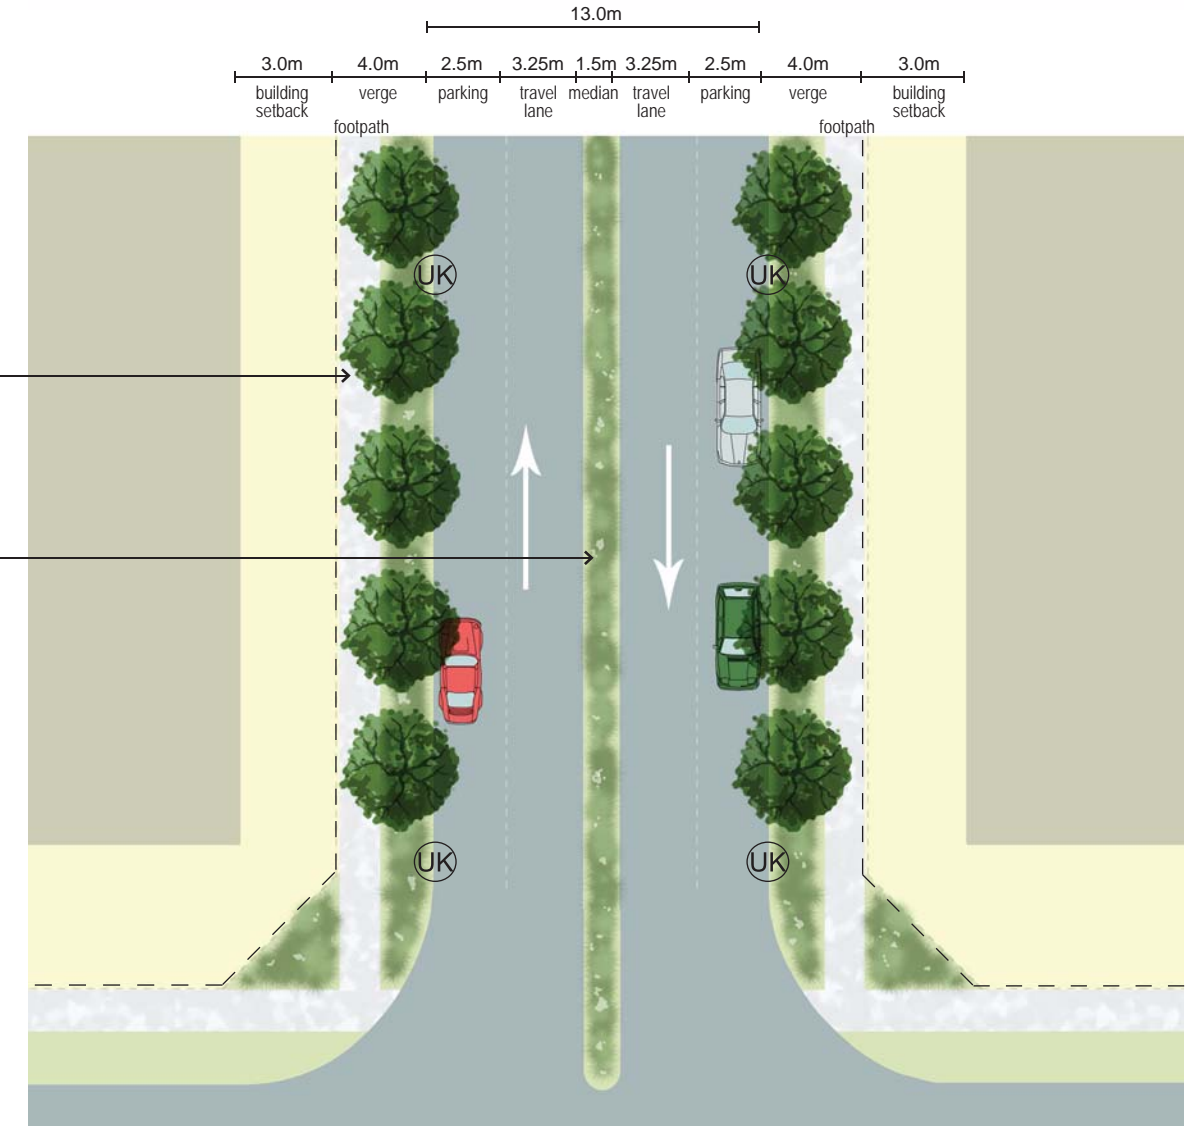 13.0m
3.0m 4.0m 2.5m 3.25m 1.5m 3.25m 2.5m 4.0m 3.0m
building setback verge parking travel lane median travel lane parking verge building setback
footpath footpath
UK UK
UK UK